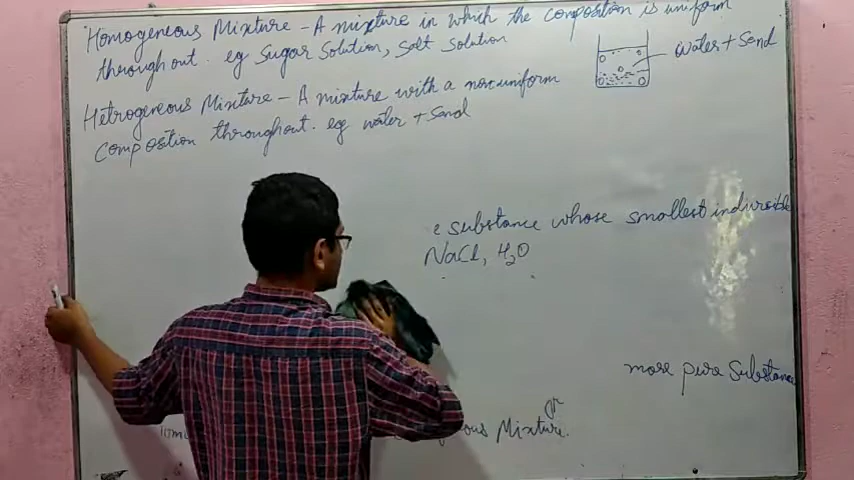 Homogeneous Mixture - A mixture in which the composition is uniform
throughout. eg Sugar Solution, Salt Solution
Hetrogeneous Mixture - A mixture with a non uniform
composition throughout. eg water + Sand
water + Sand
e substance whose smallest indivisible
NaCl, H₂O
more pure Substance
or
ous Mixture.